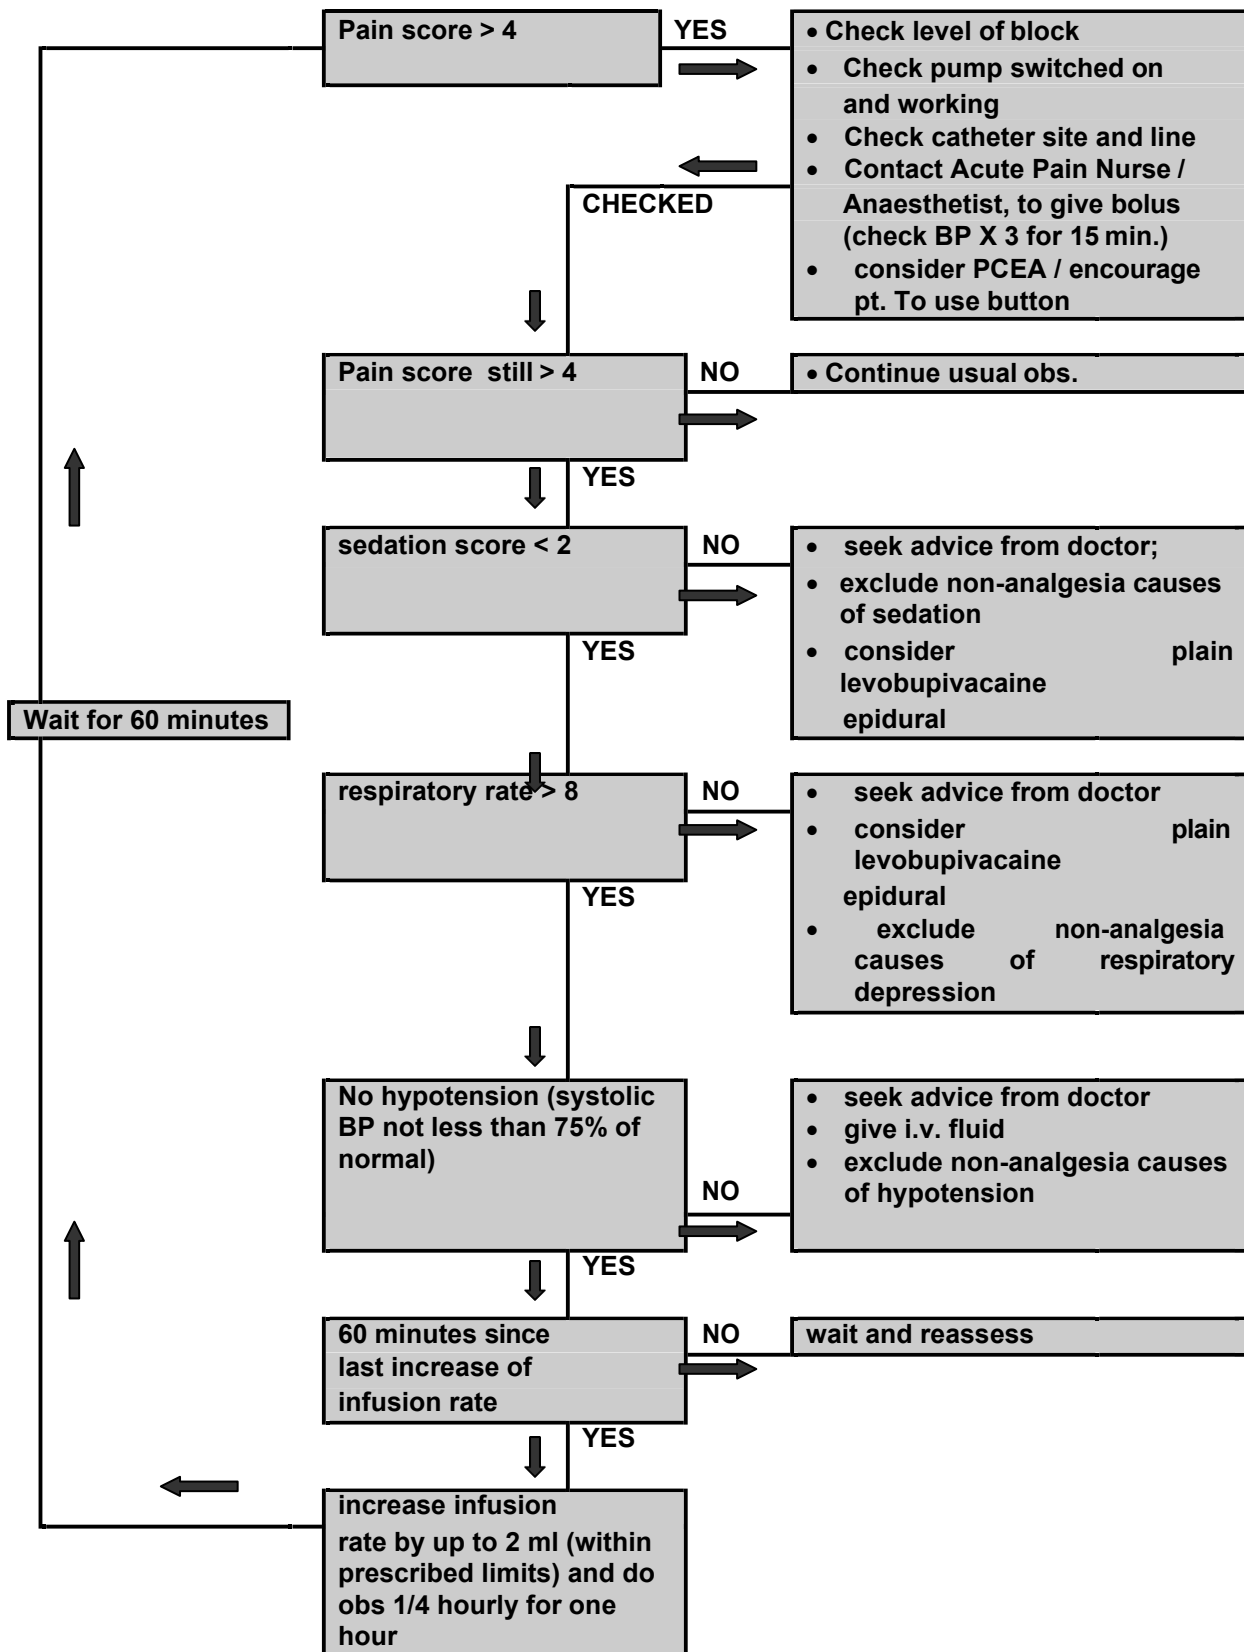 Pain score > 4
YES
• Check level of block
• Check pump switched on
and working
• Check catheter site and line
• Contact Acute Pain Nurse /
Anaesthetist, to give bolus
(check BP X 3 for 15 min.)
• consider PCEA / encourage
pt. To use button
CHECKED
Pain score still > 4
NO
• Continue usual obs.
YES
sedation score < 2
NO
• seek advice from doctor;
• exclude non-analgesia causes
of sedation
• consider plain
levobupivacaine
epidural
YES
Wait for 60 minutes
respiratory rate > 8
NO
• seek advice from doctor
• consider plain
levobupivacaine
epidural
• exclude non-analgesia
causes of respiratory
depression
YES
No hypotension (systolic
BP not less than 75% of
normal)
NO
• seek advice from doctor
• give i.v. fluid
• exclude non-analgesia causes
of hypotension
YES
60 minutes since
last increase of
infusion rate
NO
wait and reassess
YES
increase infusion
rate by up to 2 ml (within
prescribed limits) and do
obs 1/4 hourly for one
hour